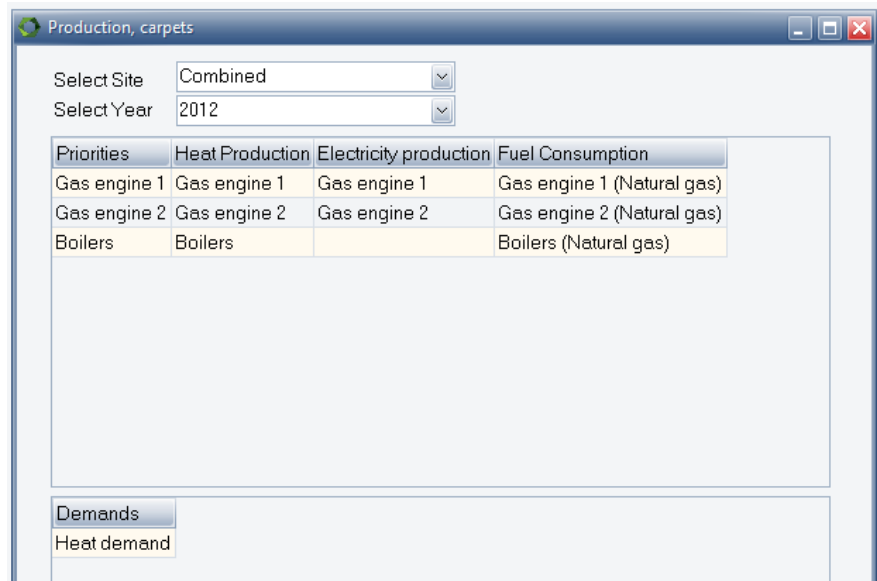 Production, carpets
Select Site Combined
Select Year 2012
Priorities Heat Production Electricity production Fuel Consumption
Gas engine 1 Gas engine 1 Gas engine 1 Gas engine 1 (Natural gas)
Gas engine 2 Gas engine 2 Gas engine 2 Gas engine 2 (Natural gas)
Boilers Boilers Boilers (Natural gas)
Demands
Heat demand